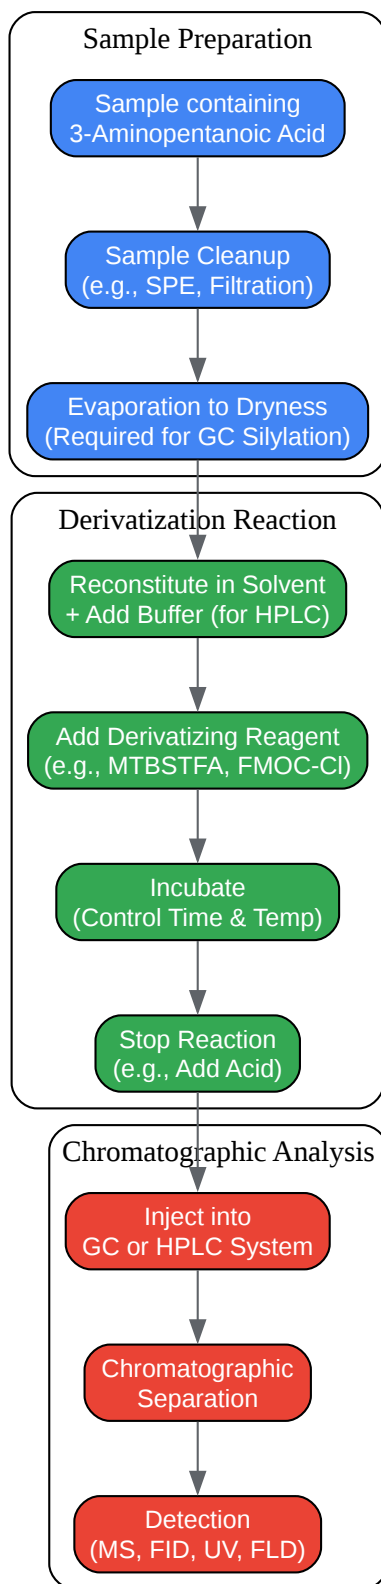 Sample Preparation
Sample containing
3-Aminopentanoic Acid
Sample Cleanup
(e.g., SPE, Filtration)
Evaporation to Dryness
(Required for GC Silylation)
Derivatization Reaction
Reconstitute in Solvent
+ Add Buffer (for HPLC)
Add Derivatizing Reagent
(e.g., MTBSTFA, FMOC-Cl)
Incubate
(Control Time & Temp)
Stop Reaction
(e.g., Add Acid)
Chromatographic Analysis
Inject into
GC or HPLC System
Chromatographic
Separation
Detection
(MS, FID, UV, FLD)